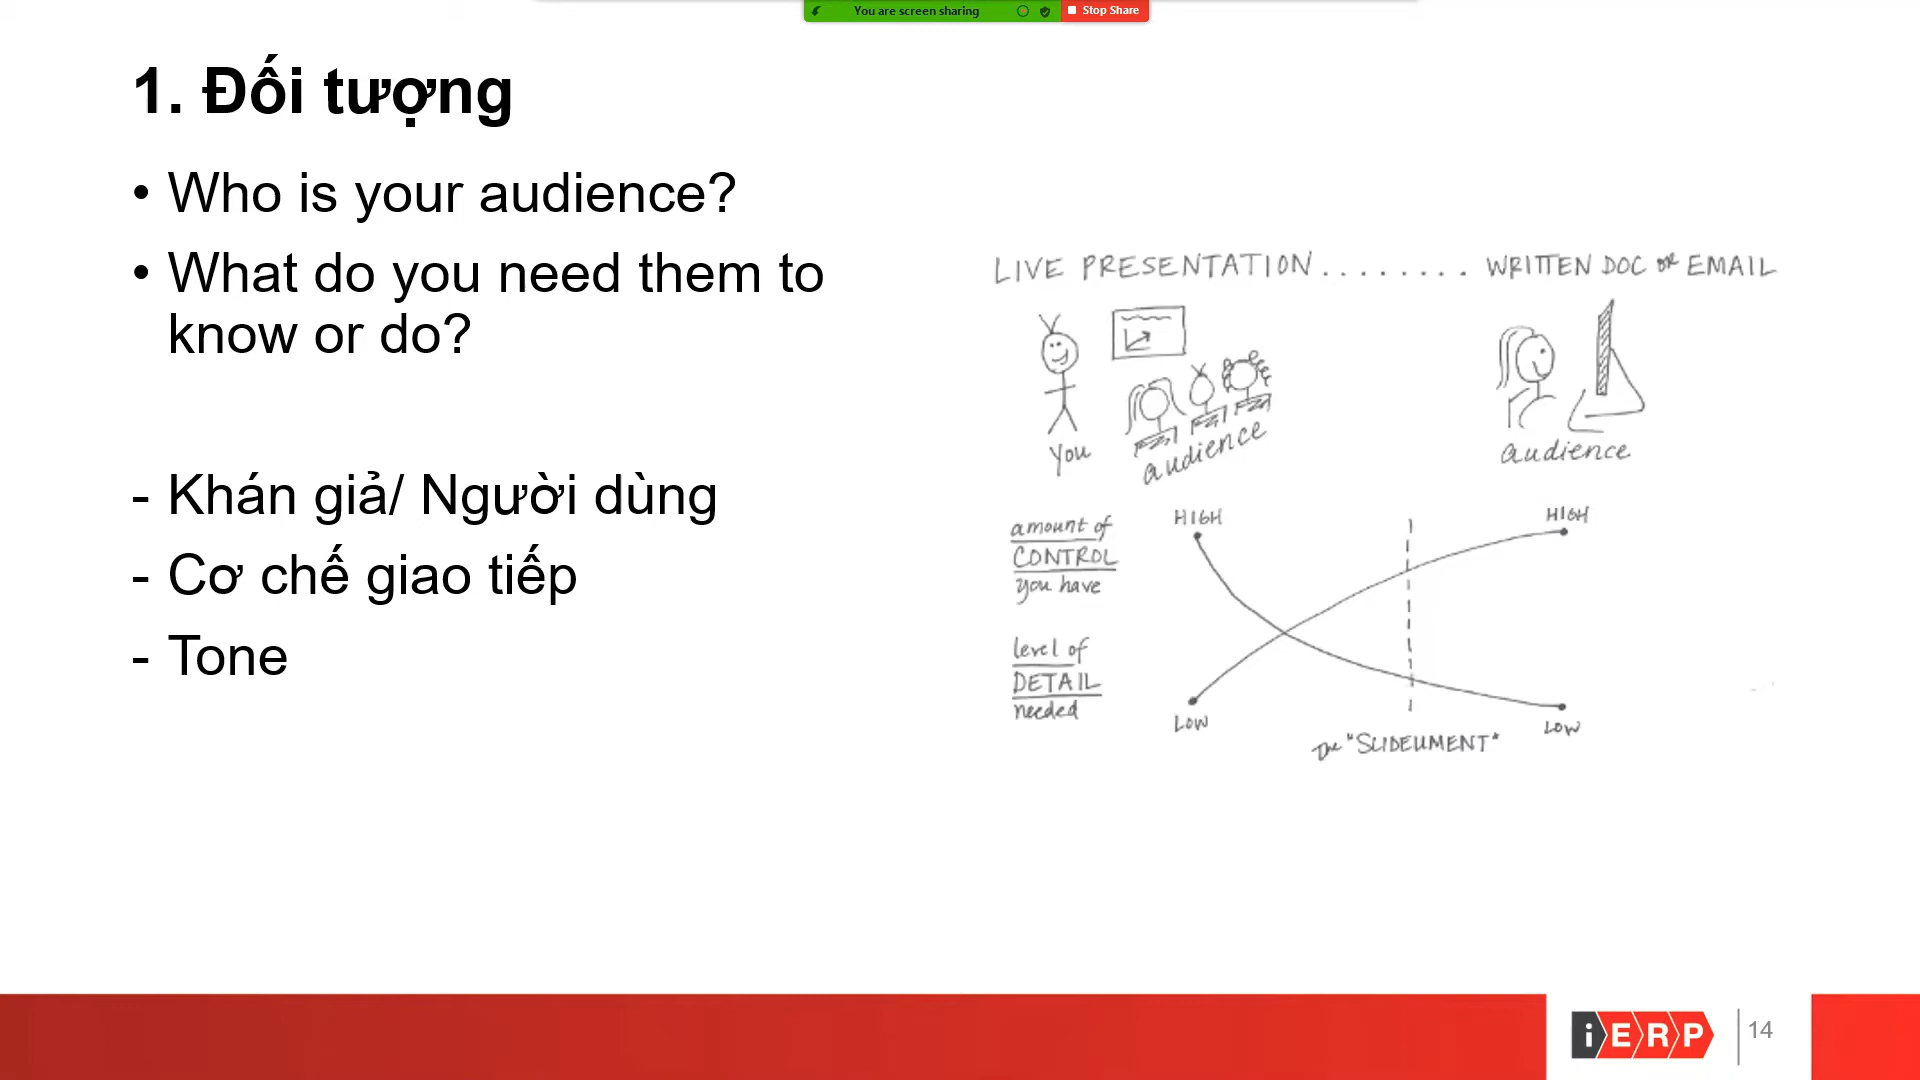 You are screen sharing
Stop Share
1. Đối tượng
• Who is your audience?
• What do you need them to
know or do?
- Khán giả/ Người dùng
- Cơ chế giao tiếp
- Tone
LIVE PRESENTATION ........ WRITTEN DOC or EMAIL
You
audience
audience
amount of
CONTROL
you have
HIGH
HIGH
level of
DETAIL
needed
LOW
LOW
The "SLIDEUMENT"
iERP
14